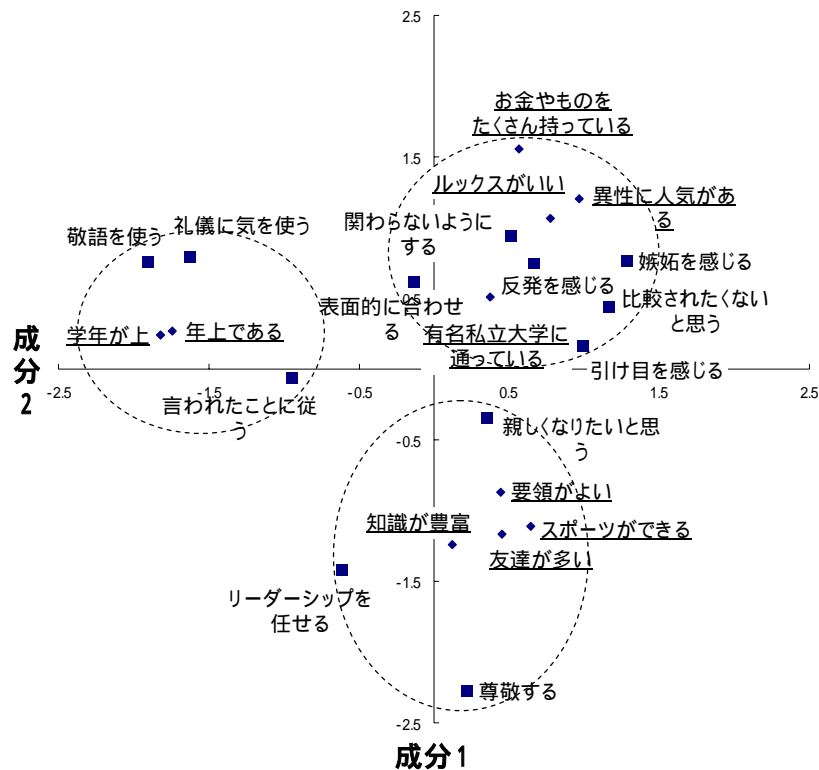 2.5
お金やものを
たくさん持っている
1.5
ルックスがいい
異性に人気があ
る
関わらないように
する
敬語を使う
礼儀に気を使う
嫉妬を感じる
反発を感じる
0.5
比較されたくない
と思う
表面的に合わせ
る
有名私立大学に
通っている
学年が上
年上である
成分2
引け目を感じる
-2.5
-1.5
-0.5
0.5
1.5
2.5
言われたことに従
う
親しくなりたいと思
う
-0.5
要領がよい
知識が豊富
スポーツができる
友達が多い
-1.5
リーダーシップを
任せる
尊敬する
-2.5
成分1